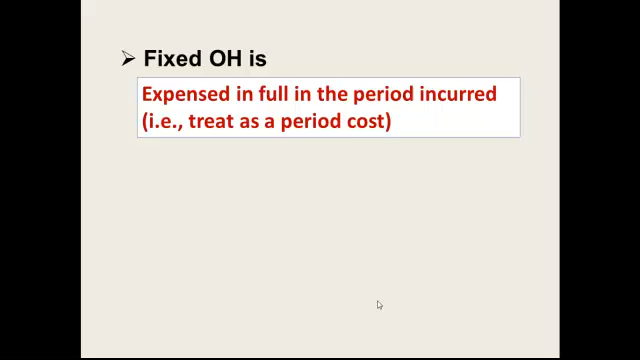 ➢ Fixed OH is
Expensed in full in the period incurred
(i.e., treat as a period cost)